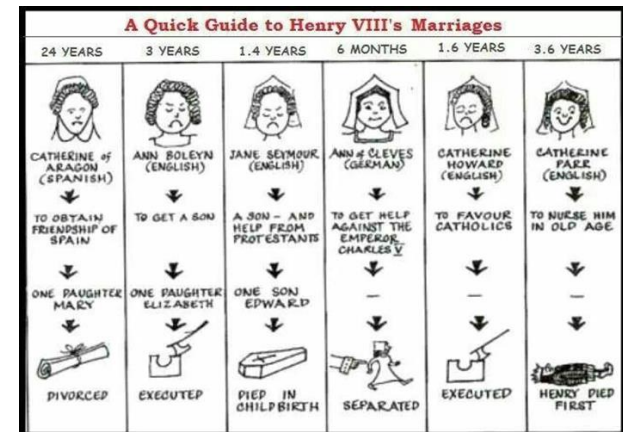 A Quick Guide to Henry VIII's Marriages
24 YEARS
CATHERINE of
ARAGON
(SPANISH)
TO OBTAIN
FRIENDSHIP OF
SPAIN
ONE DAUGHTER
MARY
DIVORCED
3 YEARS
ANN BOLEYN
(ENGLISH)
TO GET A SON
ONE DAUGHTER
ELIZABETH
EXECUTED
1.4 YEARS
JANE SEYMOUR
(ENGLISH)
A SON - AND
HELP FROM
PROTESTANTS
ONE SON
EDWARD
DIED IN
CHILDBIRTH
6 MONTHS
ANN of CLEVES
(GERMAN)
TO GET HELP
AGAINST THE
EMPEROR
CHARLES V
–
SEPARATED
1.6 YEARS
CATHERINE
HOWARD
(ENGLISH)
TO FAVOUR
CATHOLICS
–
EXECUTED
3.6 YEARS
CATHERINE
PARR
(ENGLISH)
TO NURSE HIM
IN OLD AGE
–
HENRY DIED
FIRST